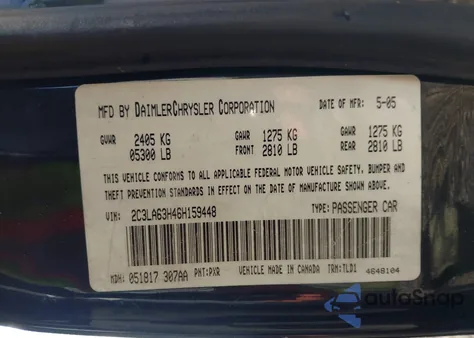 MFD BY DAIMLERCHRYSLER CORPORATION DATE OF MFR: 5-05
GVWR 2405 KG GAWR 1275 KG GAWR 1275 KG
05300 LB FRONT 2810 LB REAR 2810 LB
THIS VEHICLE CONFORMS TO ALL APPLICABLE FEDERAL MOTOR VEHICLE SAFETY, BUMPER AND
THEFT PREVENTION STANDARDS IN EFFECT ON THE DATE OF MANUFACTURE SHOWN ABOVE.
VIN: 2C3LA63H46H159448 TYPE: PASSENGER CAR
MDH: 051817 307AA PNT: PXR VEHICLE MADE IN CANADA TRM: TLD1
4648104
autoSnap